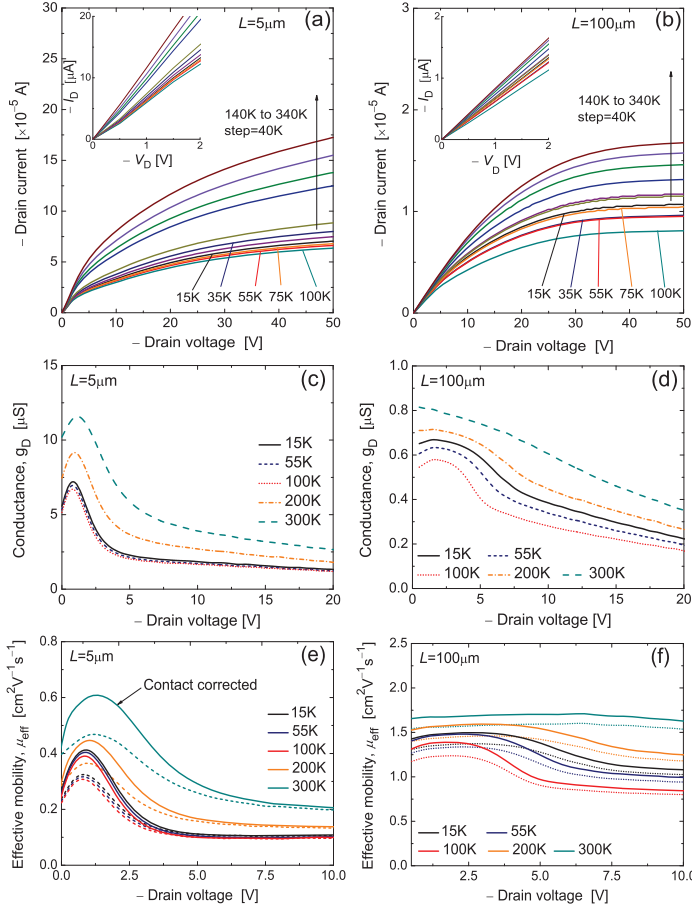 (a)
L=5μm
− Drain current [×10⁻⁵ A]
30
25
20
15
10
5
0
− I_D [μA]
20
10
0
0 1 2
− V_D [V]
140K to 340K
step=40K
15K 35K 55K 75K 100K
0 10 20 30 40 50
− Drain voltage [V]
(b)
L=100μm
− Drain current [×10⁻⁵ A]
3
2
1
0
− I_D [μA]
2
1
0
0 1 2
− V_D [V]
140K to 340K
step=40K
15K 35K 55K 75K 100K
0 10 20 30 40 50
− Drain voltage [V]
(c)
L=5μm
Conductance, g_D [μS]
15
10
5
0
15K
55K
100K
200K
300K
0 5 10 15 20
− Drain voltage [V]
(d)
L=100μm
Conductance, g_D [μS]
1.0
0.8
0.6
0.4
0.2
0.0
15K 55K
100K 200K 300K
0 5 10 15 20
− Drain voltage [V]
(e)
L=5μm
Effective mobility, μ_eff [cm²V⁻¹s⁻¹]
0.8
0.6
0.4
0.2
0.0
Contact corrected
15K
55K
100K
200K
300K
0.0 2.5 5.0 7.5 10.0
− Drain voltage [V]
(f)
L=100μm
Effective mobility, μ_eff [cm²V⁻¹s⁻¹]
2.5
2.0
1.5
1.0
0.5
0.0
15K 55K
100K 200K 300K
0.0 2.5 5.0 7.5 10.0
− Drain voltage [V]